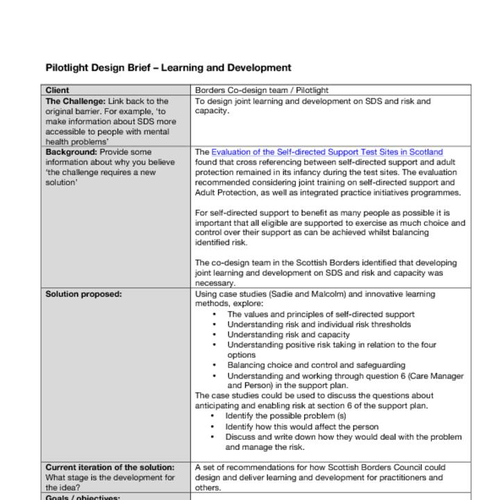 Pilotlight Design Brief – Learning and Development
Client
Borders Co-design team / Pilotlight
The Challenge: Link back to the
original barrier. For example, 'to
make information about SDS more
accessible to people with mental
health problems'
To design joint learning and development on SDS and risk and
capacity.
Background: Provide some
information about why you believe
'the challenge requires a new
solution'
The Evaluation of the Self-directed Support Test Sites in Scotland
found that cross referencing between self-directed support and adult
protection remained in its infancy during the test sites. The evaluation
recommended considering joint training on self-directed support and
Adult Protection, as well as integrated practice initiatives programmes.
For self-directed support to benefit as many people as possible it is
important that all eligible are supported to exercise as much choice and
control over their support as can be achieved whilst balancing
identified risk.
The co-design team in the Scottish Borders identified that developing
joint learning and development on SDS and risk and capacity was
necessary.
Solution proposed:
Using case studies (Sadie and Malcolm) and innovative learning
methods, explore:
• The values and principles of self-directed support
• Understanding risk and individual risk thresholds
• Understanding risk and capacity
• Understanding positive risk taking in relation to the four
options
• Balancing choice and control and safeguarding
• Understanding and working through question 6 (Care Manager
and Person) in the support plan.
The case studies could be used to discuss the questions about
anticipating and enabling risk at section 6 of the support plan.
• Identify the possible problem (s)
• Identify how this would affect the person
• Discuss and write down how they would deal with the problem
and manage the risk.
Current iteration of the solution:
What stage is the development for
the idea?
A set of recommendations for how Scottish Borders Council could
design and deliver learning and development for practitioners and
others.
Goals / objectives: